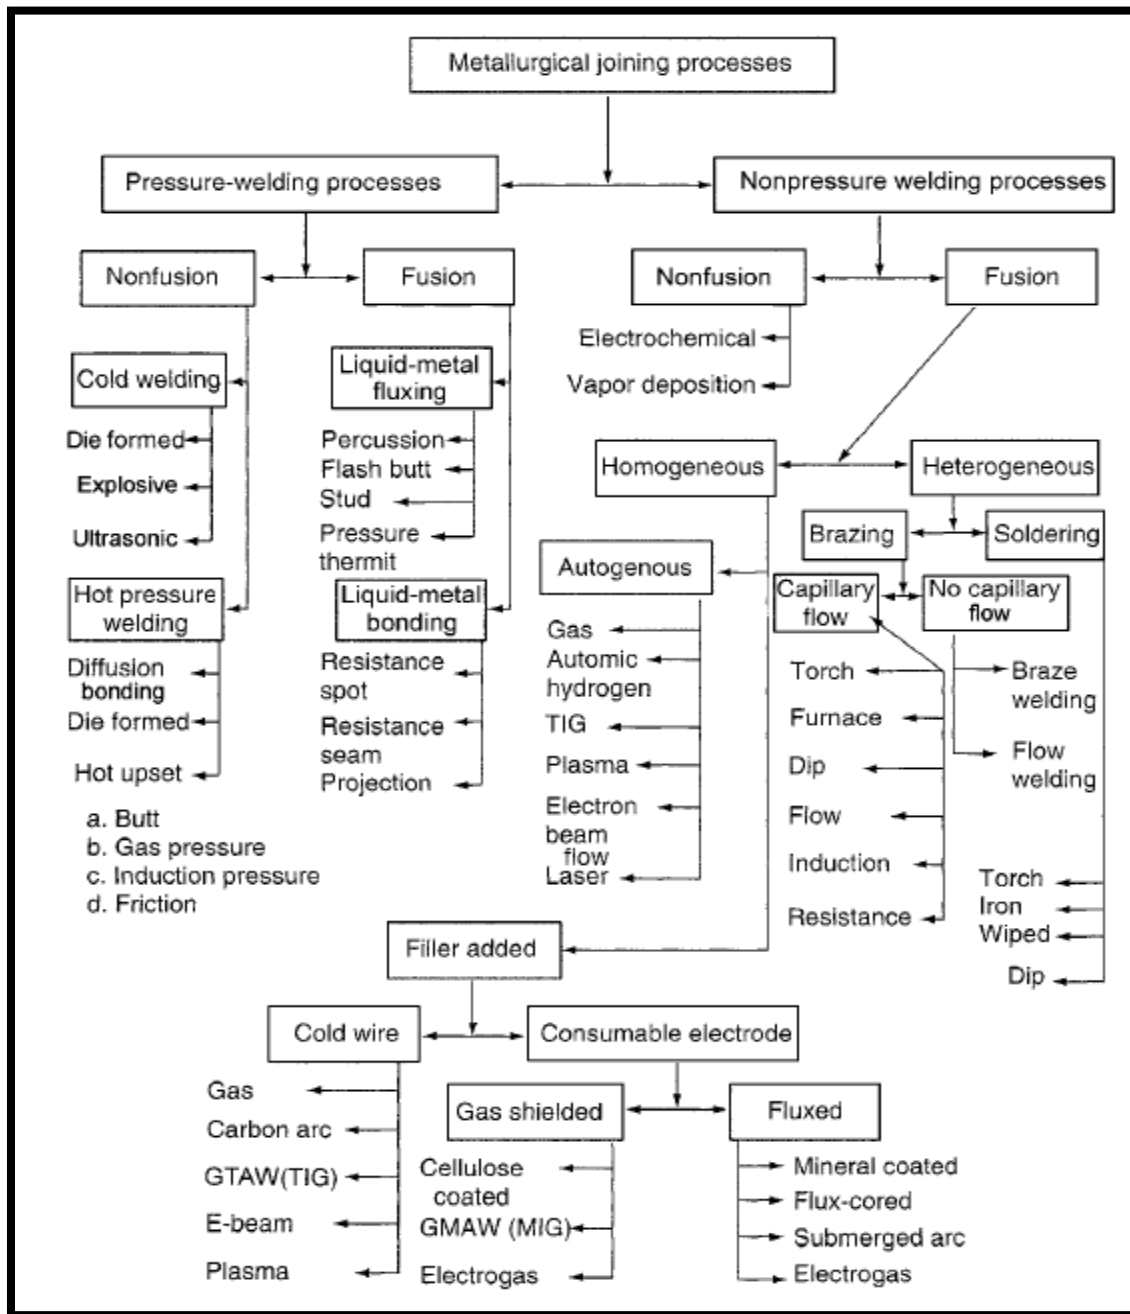 Metallurgical joining processes
Pressure-welding processes
Nonpressure welding processes
Nonfusion
Fusion
Nonfusion
Fusion
Electrochemical
Vapor deposition
Cold welding
Die formed
Explosive
Ultrasonic
Hot pressure
welding
Diffusion
bonding
Die formed
Hot upset
a. Butt
b. Gas pressure
c. Induction pressure
d. Friction
Liquid-metal
fluxing
Percussion
Flash butt
Stud
Pressure
thermit
Liquid-metal
bonding
Resistance
spot
Resistance
seam
Projection
Homogeneous
Heterogeneous
Autogenous
Gas
Automic
hydrogen
TIG
Plasma
Electron
beam
flow
Laser
Brazing
Soldering
Capillary
flow
No capillary
flow
Torch
Furnace
Dip
Flow
Induction
Resistance
Braze
welding
Flow
welding
Torch
Iron
Wiped
Dip
Filler added
Cold wire
Consumable electrode
Gas
Carbon arc
GTAW(TIG)
E-beam
Plasma
Gas shielded
Fluxed
Cellulose
coated
GMAW (MIG)
Electrogas
Mineral coated
Flux-cored
Submerged arc
Electrogas